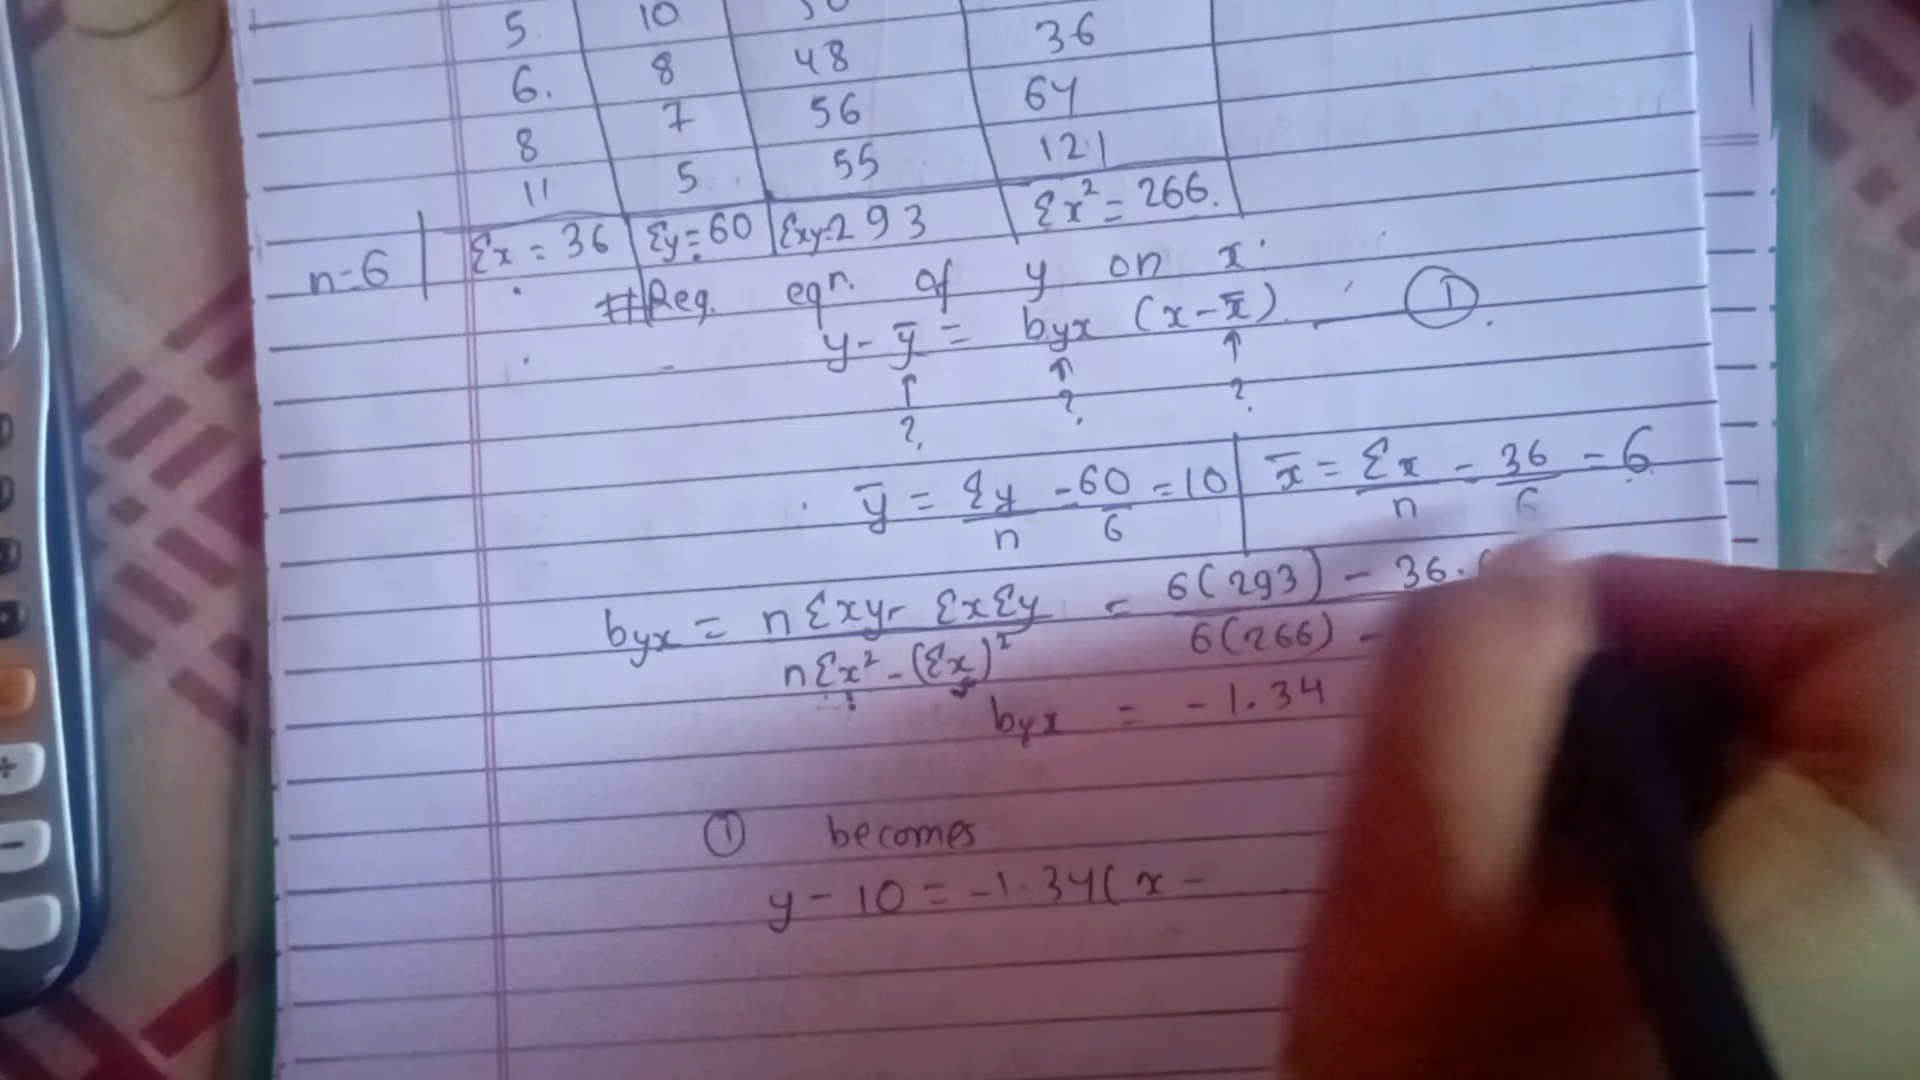 5. 10 30
6. 8 48 36
8 7 56 64
11 5 55 121
n=6 Σx = 36 Σy=60 Σxy=293 Σx² = 266.
# Reg. eqn. of y on x.
y - ȳ = byx (x - x̄) ①
? ? ?
ȳ = Σy/n = 60/6 = 10 x̄ = Σx/n = 36/6 = 6
byx = nΣxy - ΣxΣy / nΣx² - (Σx)² = 6(293) - 36. / 6(266) -
byx = -1.34
① becomes
y - 10 = -1.34( x -